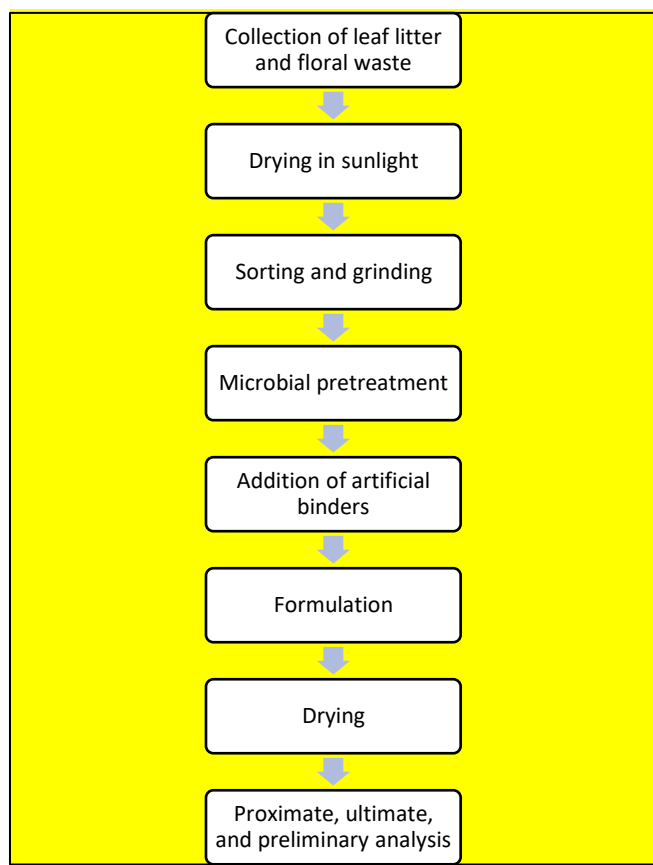 Collection of leaf litter
and floral waste
Drying in sunlight
Sorting and grinding
Microbial pretreatment
Addition of artificial
binders
Formulation
Drying
Proximate, ultimate,
and preliminary analysis